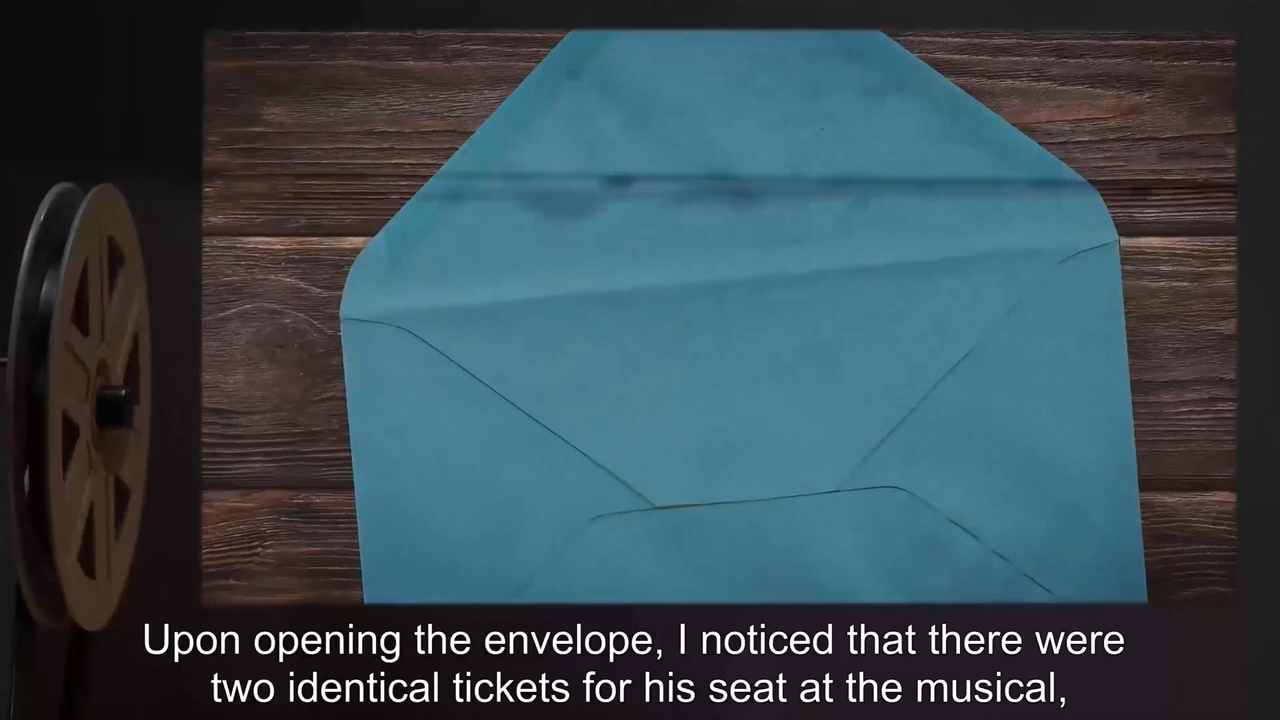 Upon opening the envelope, I noticed that there were
two identical tickets for his seat at the musical,